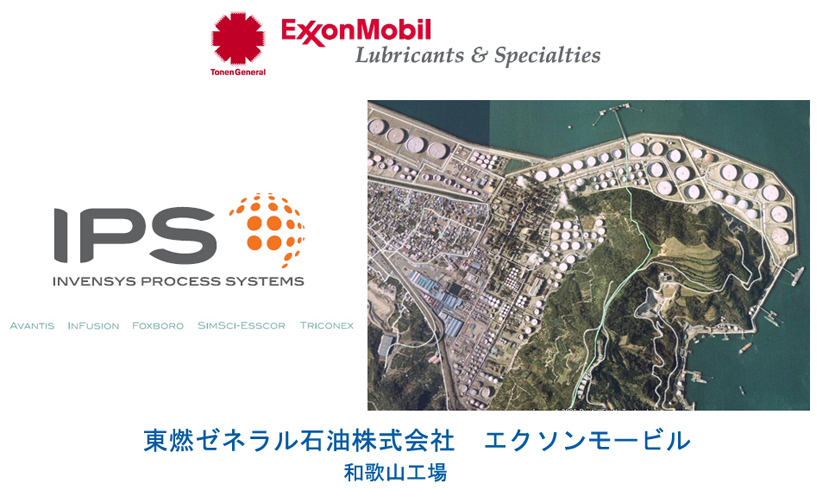 ExxonMobil
TonenGeneral
Lubricants & Specialties
IPS
INVENSYS PROCESS SYSTEMS
AVANTIS INFUSION FOXBORO SIMSCI-ESSCOR TRICONEX
東燃ゼネラル石油株式会社 エクソンモービル
和歌山工場